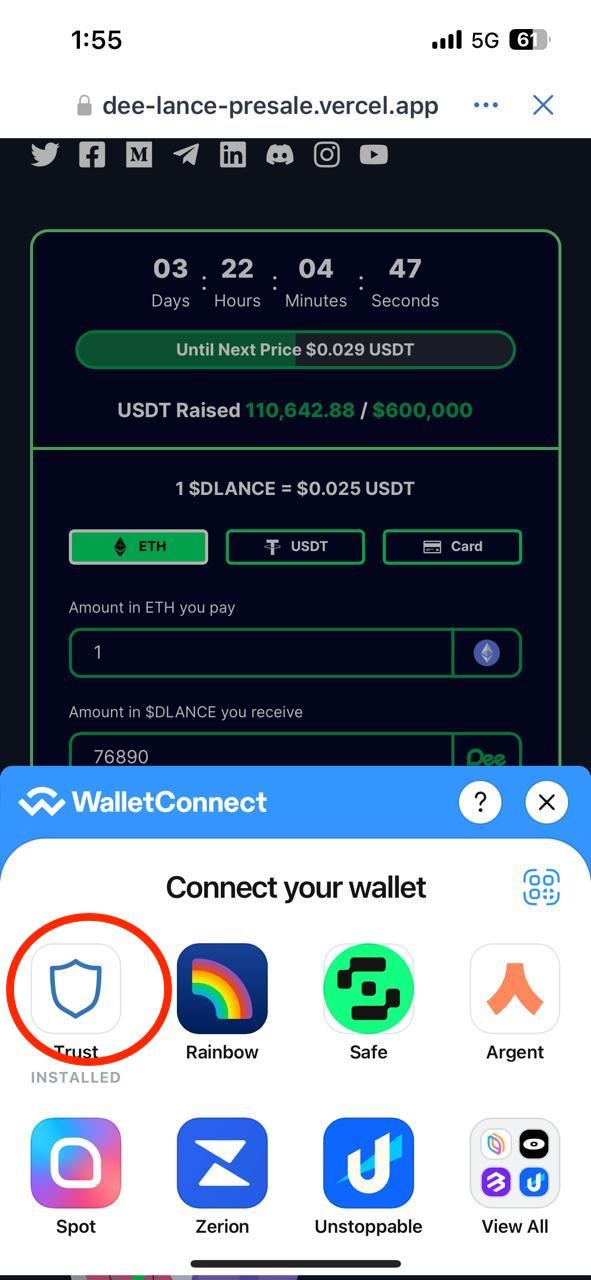 1:55 5G 61
dee-lance-presale.vercel.app
03 : 22 : 04 : 47
Days Hours Minutes Seconds
Until Next Price $0.029 USDT
USDT Raised 110,642.88 / $600,000
1 $DLANCE = $0.025 USDT
ETH USDT Card
Amount in ETH you pay
1
Amount in $DLANCE you receive
76890 Dee
WalletConnect ?
Connect your wallet
Trust Rainbow Safe Argent
INSTALLED
Spot Zerion Unstoppable View All